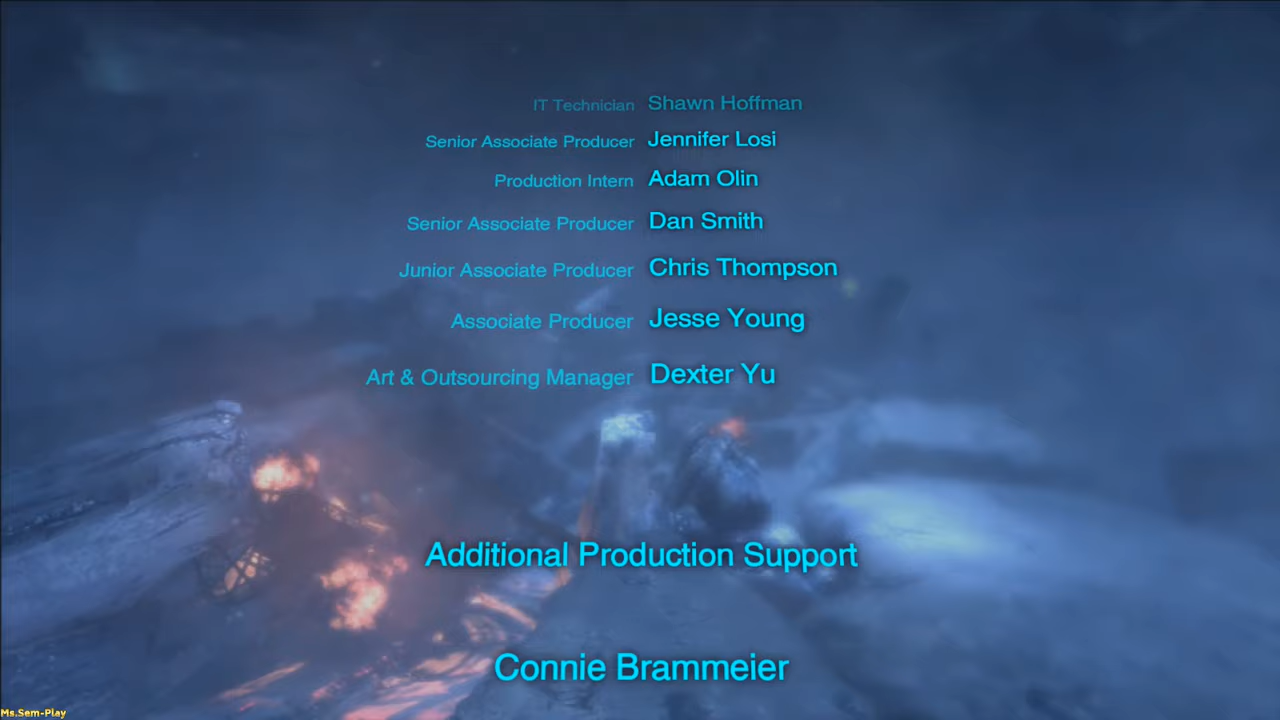 IT Technician Shawn Hoffman
Senior Associate Producer Jennifer Losi
Production Intern Adam Olin
Senior Associate Producer Dan Smith
Junior Associate Producer Chris Thompson
Associate Producer Jesse Young
Art & Outsourcing Manager Dexter Yu
Additional Production Support
Connie Brammeier
Ms.Sem-Play